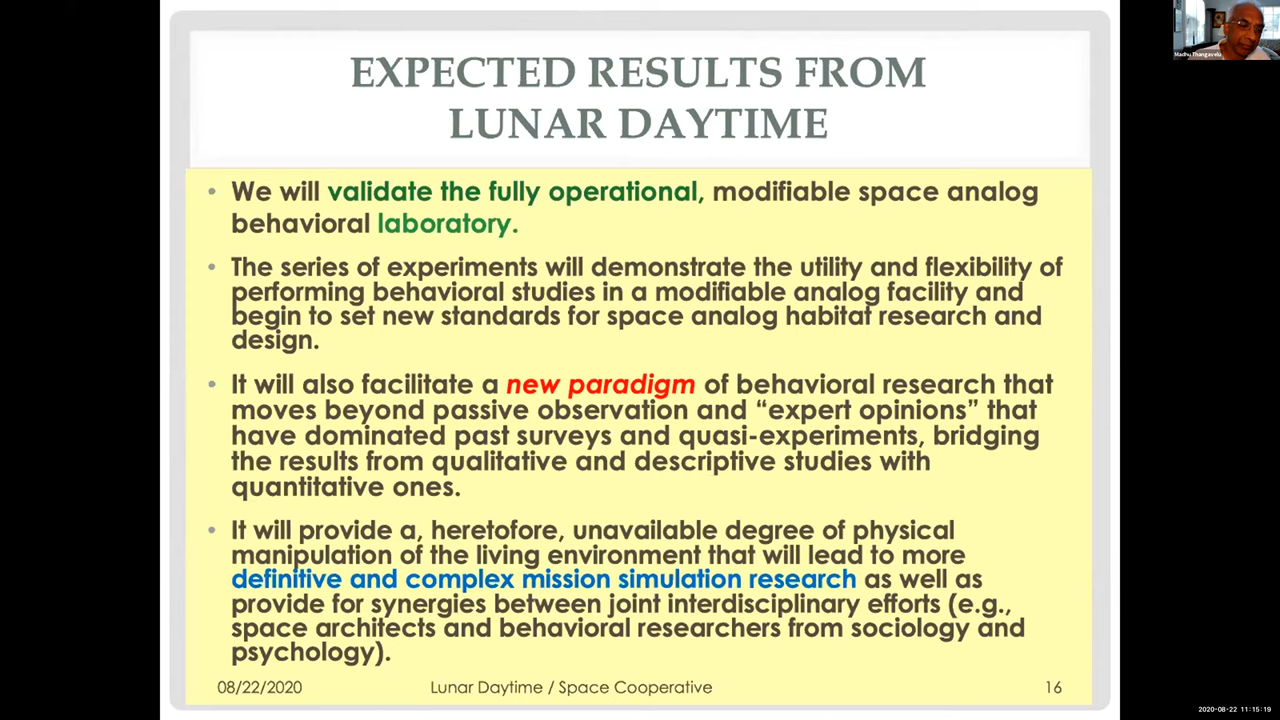 EXPECTED RESULTS FROM
LUNAR DAYTIME
• We will validate the fully operational, modifiable space analog
behavioral laboratory.
• The series of experiments will demonstrate the utility and flexibility of
performing behavioral studies in a modifiable analog facility and
begin to set new standards for space analog habitat research and
design.
• It will also facilitate a new paradigm of behavioral research that
moves beyond passive observation and “expert opinions” that
have dominated past surveys and quasi-experiments, bridging
the results from qualitative and descriptive studies with
quantitative ones.
• It will provide a, heretofore, unavailable degree of physical
manipulation of the living environment that will lead to more
definitive and complex mission simulation research as well as
provide for synergies between joint interdisciplinary efforts (e.g.,
space architects and behavioral researchers from sociology and
psychology).
08/22/2020 Lunar Daytime / Space Cooperative 16
Madhu Thangavelu
2020-08-22 11:15:19